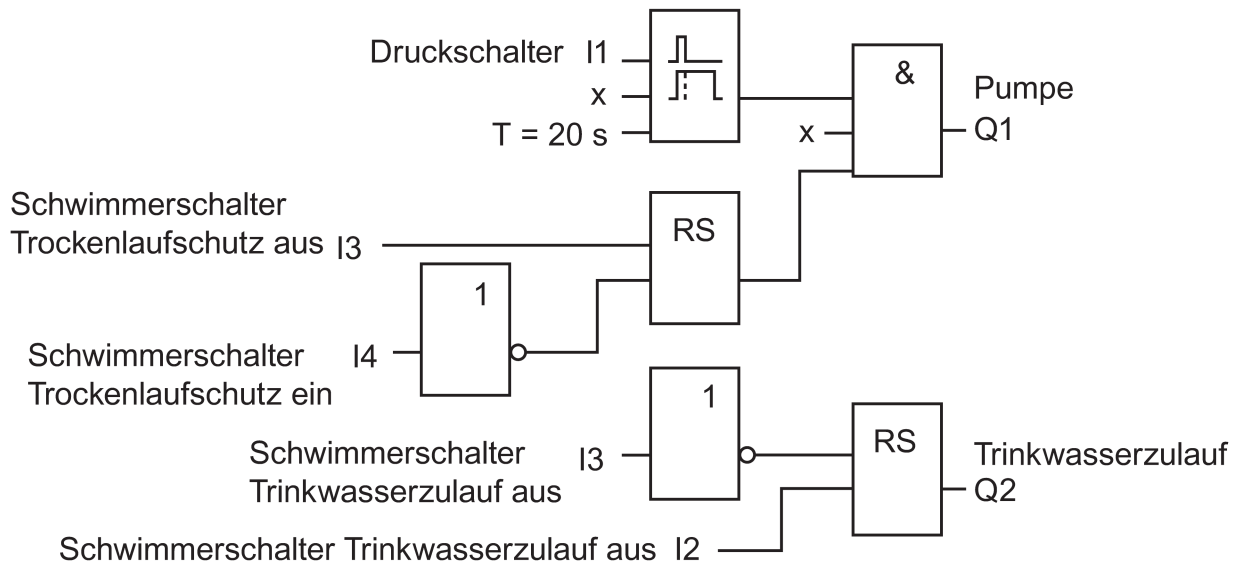 Druckschalter I1
x
T = 20 s
&
x
Pumpe
Q1
Schwimmerschalter
Trockenlaufschutz aus I3
RS
1
Schwimmerschalter I4
Trockenlaufschutz ein
1
Schwimmerschalter I3
Trinkwasserzulauf aus
RS
Trinkwasserzulauf
Q2
Schwimmerschalter Trinkwasserzulauf aus I2